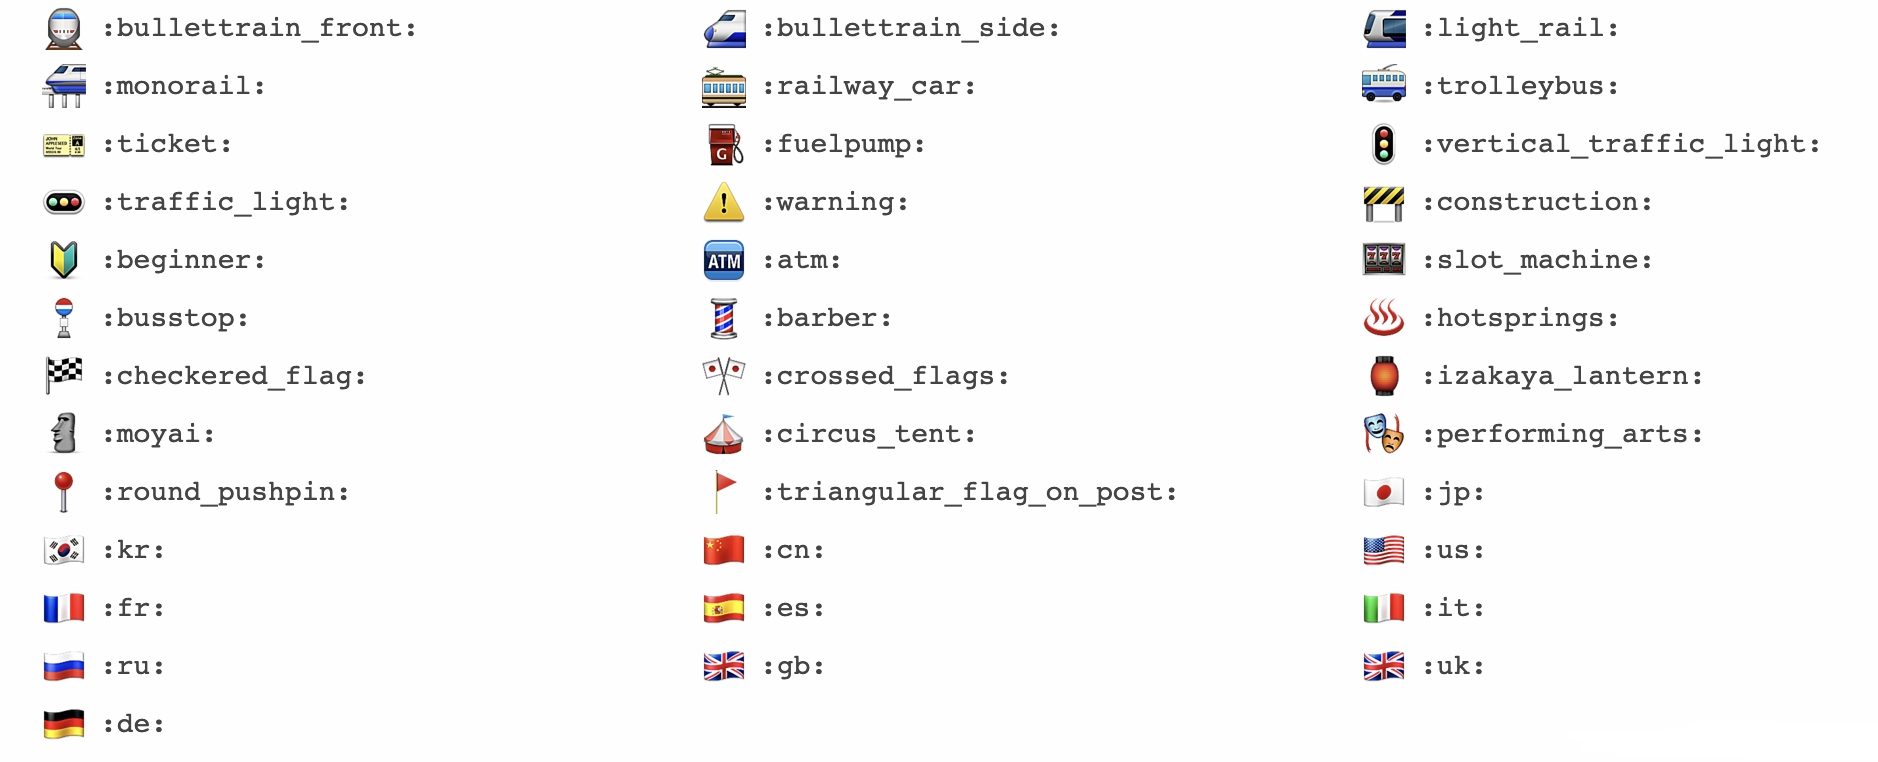 :bullettrain_front: :bullettrain_side: :light_rail:
:monorail: :railway_car: :trolleybus:
:ticket: :fuelpump: :vertical_traffic_light:
:traffic_light: :warning: :construction:
:beginner: ATM :atm: 777 :slot_machine:
:busstop: :barber: :hotsprings:
:checkered_flag: :crossed_flags: :izakaya_lantern:
:moyai: :circus_tent: :performing_arts:
:round_pushpin: :triangular_flag_on_post: :jp:
:kr: :cn: :us:
:fr: :es: :it:
:ru: :gb: :uk:
:de: